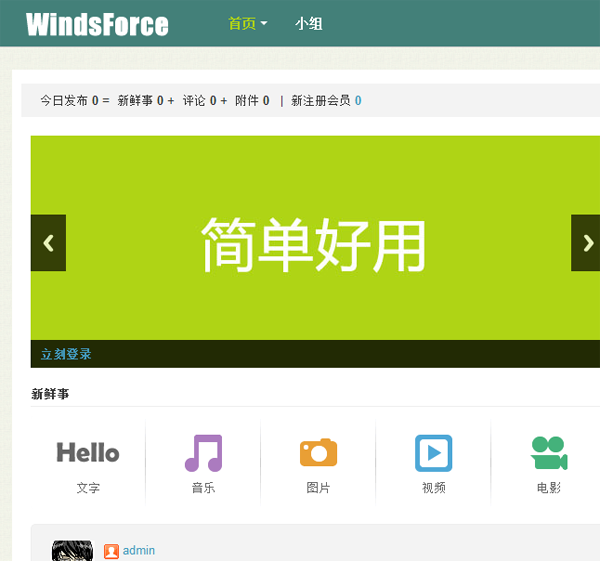 WindsForce 首页 小组
今日发布 0 = 新鲜事 0 + 评论 0 + 附件 0 | 新注册会员 0
简单好用
立刻登录
新鲜事
Hello
文字 音乐 图片 视频 电影
admin